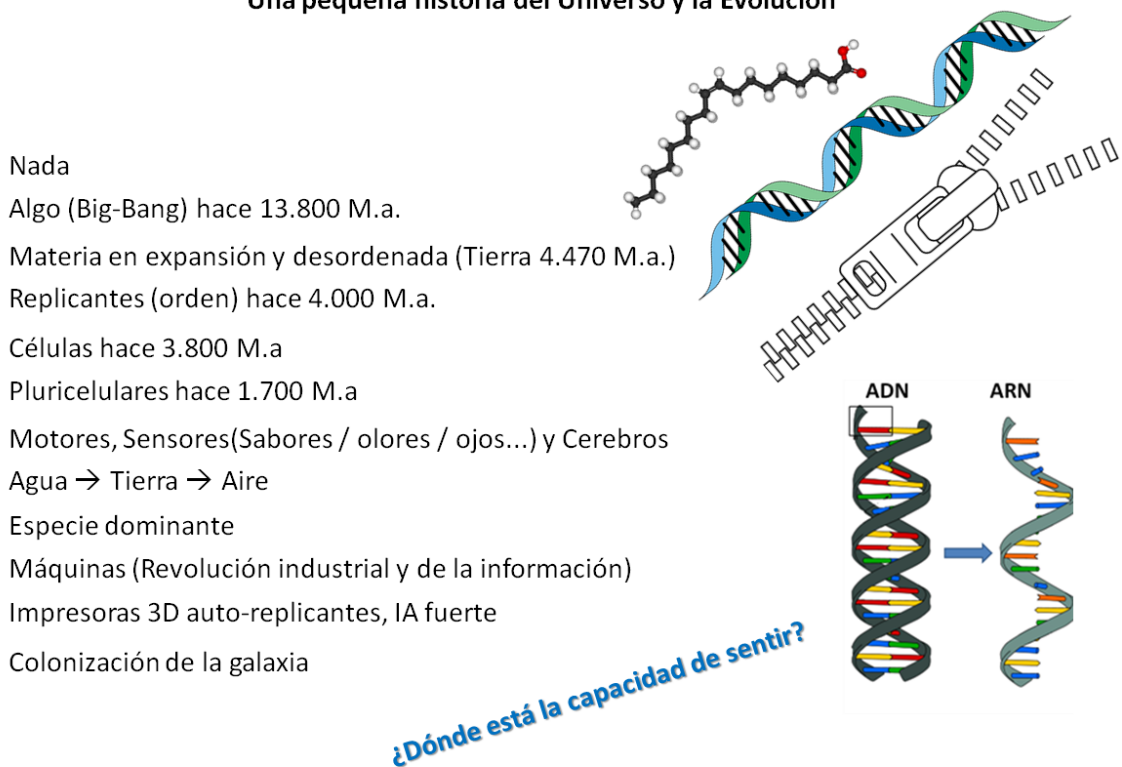 Una pequeña historia del Universo y la Evolución
Nada
Algo (Big-Bang) hace 13.800 M.a.
Materia en expansión y desordenada (Tierra 4.470 M.a.)
Replicantes (orden) hace 4.000 M.a.
Células hace 3.800 M.a
Pluricelulares hace 1.700 M.a
Motores, Sensores(Sabores / olores / ojos...) y Cerebros
Agua → Tierra → Aire
Especie dominante
Máquinas (Revolución industrial y de la información)
Impresoras 3D auto-replicantes, IA fuerte
Colonización de la galaxia
ADN
ARN
¿Dónde está la capacidad de sentir?